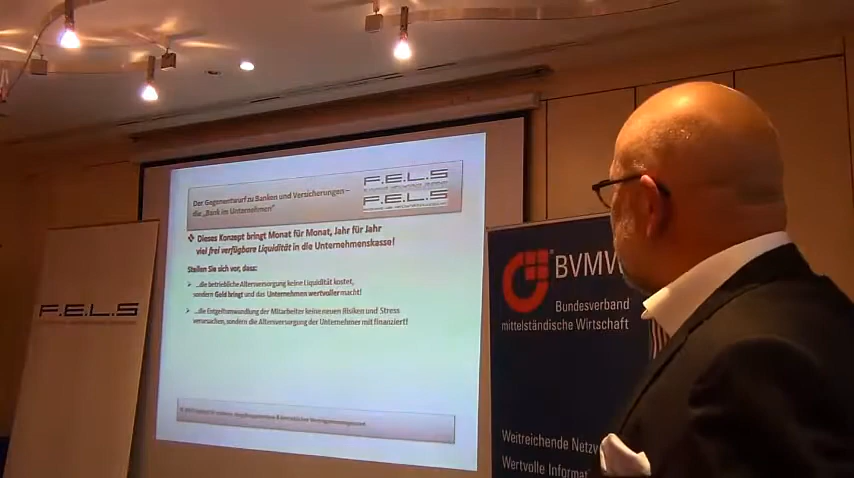 Der Gegenentwurf zu Banken und Versicherungen –
die „Bank im Unternehmen"
F.E.L.S
F.E.L.S
Dieses Konzept bringt Monat für Monat, Jahr für Jahr
viel frei verfügbare Liquidität in die Unternehmenskasse!
Stellen Sie sich vor, dass:
...die betriebliche Altersversorgung keine Liquidität kostet,
sondern Geld bringt und das Unternehmen wertvoller macht!
...die Entgeltumwandlung der Mitarbeiter keine neuen Risiken und Stress
verursachen, sondern die Altersversorgung der Unternehmer mit finanziert!
F.E.L.S
BVMW
Bundesverband
mittelständische Wirtschaft
Weitreichende
Wertvolle